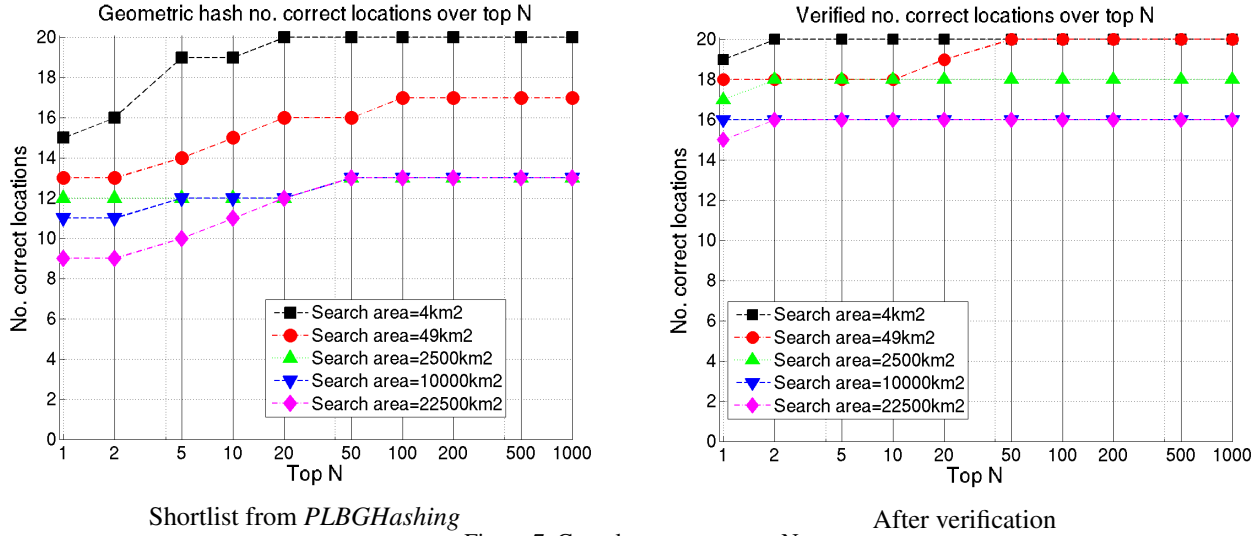 Geometric hash no. correct locations over top N
No. correct locations
20
18
16
14
12
10
8
6
4
2
0
Search area=4km2
Search area=49km2
Search area=2500km2
Search area=10000km2
Search area=22500km2
1 2 5 10 20 50 100 200 500 1000
Top N
Shortlist from PLBGHashing
Verified no. correct locations over top N
No. correct locations
20
18
16
14
12
10
8
6
4
2
0
Search area=4km2
Search area=49km2
Search area=2500km2
Search area=10000km2
Search area=22500km2
1 2 5 10 20 50 100 200 500 1000
Top N
After verification